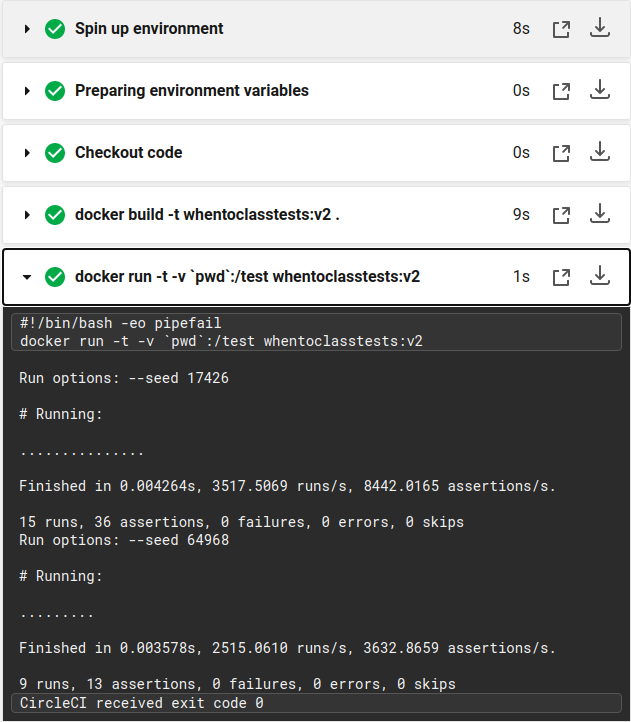 Spin up environment 8s
Preparing environment variables 0s
Checkout code 0s
docker build -t whentoclasstests:v2 . 9s
docker run -t -v `pwd`:/test whentoclasstests:v2 1s
#!/bin/bash -eo pipefail
docker run -t -v `pwd`:/test whentoclasstests:v2
Run options: --seed 17426
# Running:
...............
Finished in 0.004264s, 3517.5069 runs/s, 8442.0165 assertions/s.
15 runs, 36 assertions, 0 failures, 0 errors, 0 skips
Run options: --seed 64968
# Running:
.........
Finished in 0.003578s, 2515.0610 runs/s, 3632.8659 assertions/s.
9 runs, 13 assertions, 0 failures, 0 errors, 0 skips
CircleCI received exit code 0